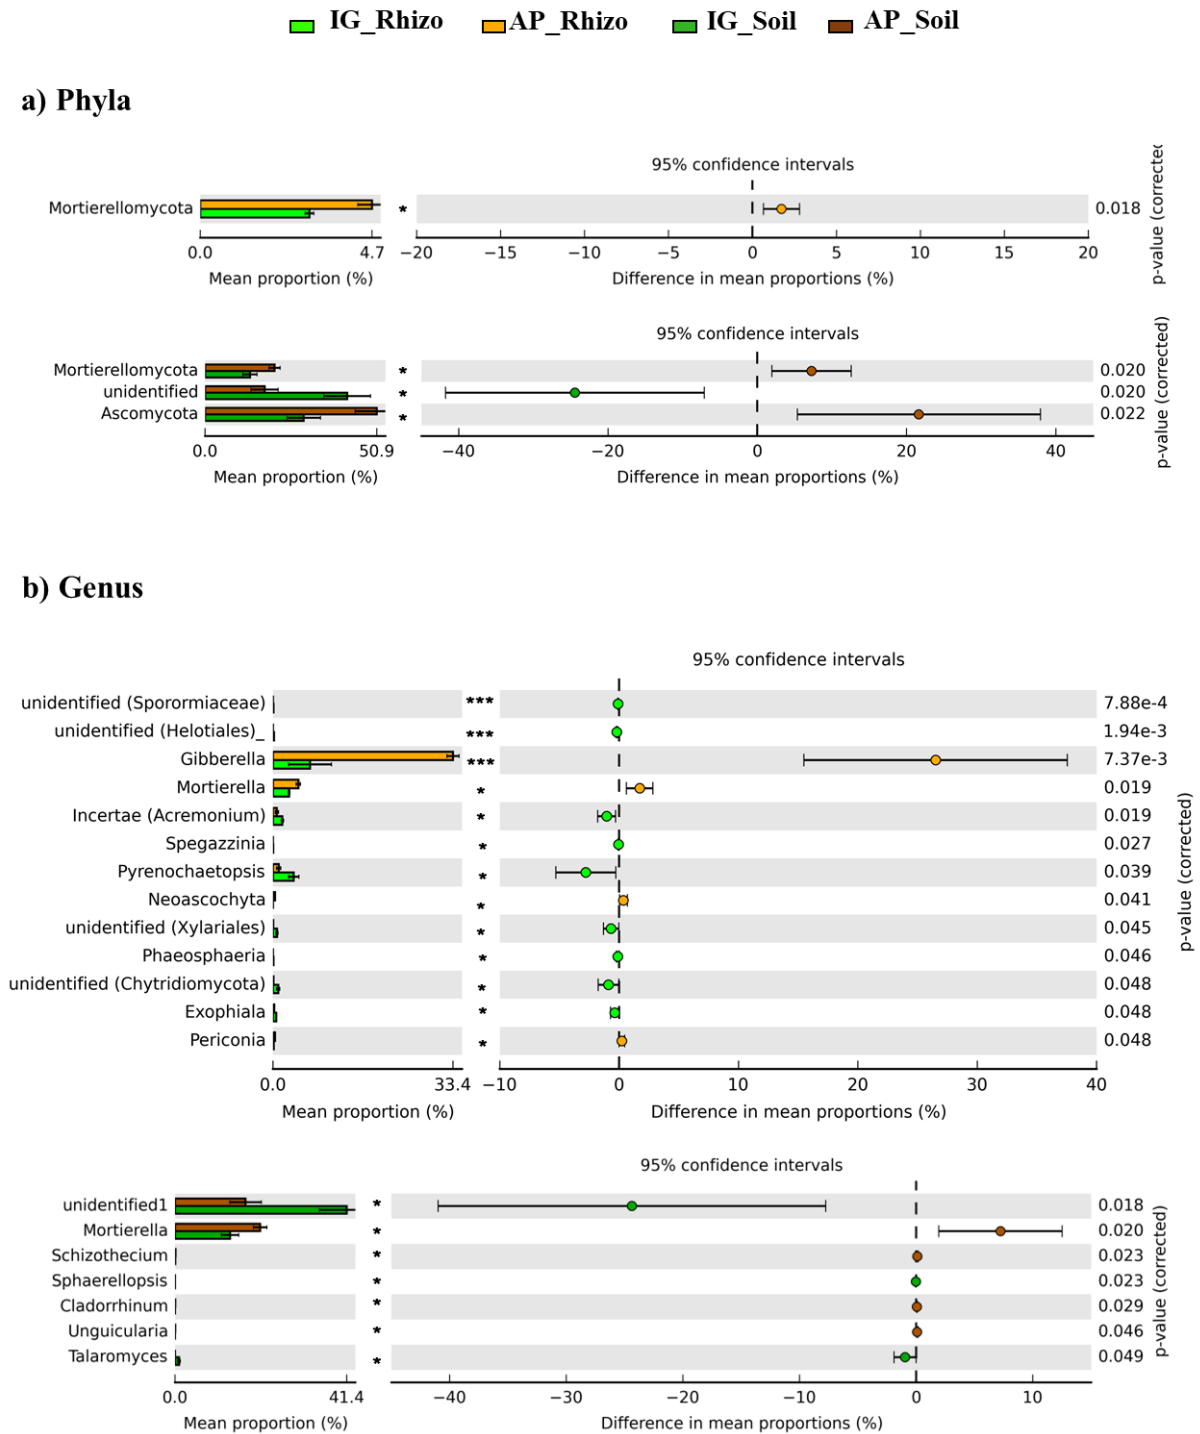 IG_Rhizo AP_Rhizo IG_Soil AP_Soil
a) Phyla
95% confidence intervals
Mortierellomycota * 0.018
0.0 4.7 −20 −15 −10 −5 0 5 10 15 20
Mean proportion (%) Difference in mean proportions (%)
p-value (corrected
95% confidence intervals
Mortierellomycota * 0.020
unidentified * 0.020
Ascomycota * 0.022
0.0 50.9 −40 −20 0 20 40
Mean proportion (%) Difference in mean proportions (%)
p-value (corrected)
b) Genus
95% confidence intervals
unidentified (Sporormiaceae) *** 7.88e-4
unidentified (Helotiales)_ *** 1.94e-3
Gibberella *** 7.37e-3
Mortierella * 0.019
Incertae (Acremonium) * 0.019
Spegazzinia * 0.027
Pyrenochaetopsis * 0.039
Neoascochyta * 0.041
unidentified (Xylariales) * 0.045
Phaeosphaeria * 0.046
unidentified (Chytridiomycota) * 0.048
Exophiala * 0.048
Periconia * 0.048
0.0 33.4 −10 0 10 20 30 40
Mean proportion (%) Difference in mean proportions (%)
p-value (corrected)
95% confidence intervals
unidentified1 * 0.018
Mortierella * 0.020
Schizothecium * 0.023
Sphaerellopsis * 0.023
Cladorrhinum * 0.029
Unguicularia * 0.046
Talaromyces * 0.049
0.0 41.4 −40 −30 −20 −10 0 10
Mean proportion (%) Difference in mean proportions (%)
p-value (corrected)